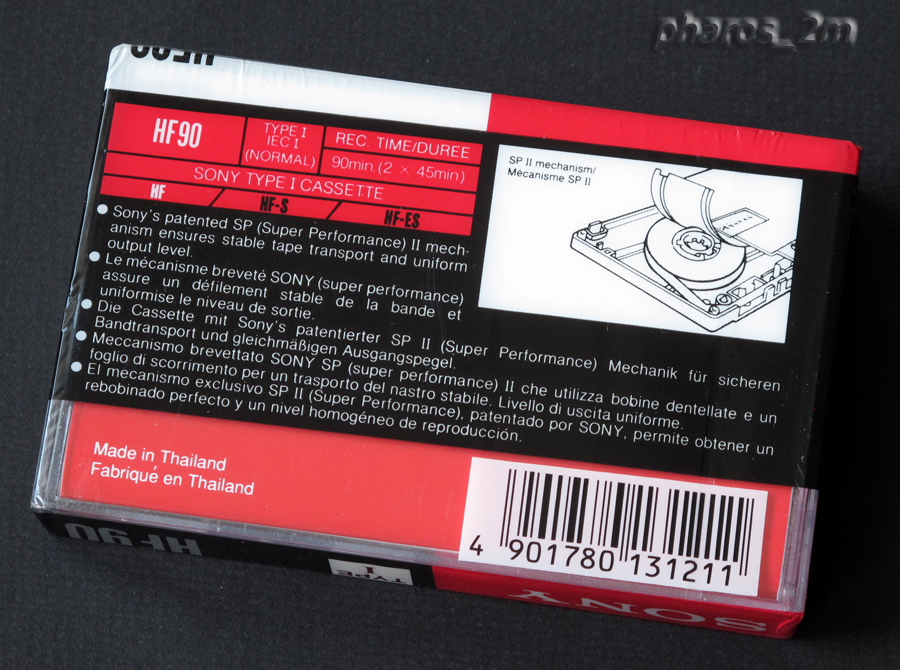 pharos_2m
HF90
HF90
TYPE I
IEC I
(NORMAL)
REC. TIME/DUREE
90min.(2 × 45min)
SONY TYPE I CASSETTE
HF
HF-S
HF-ES
SP II mechanism/
Mécanisme SP II
● Sony's patented SP (Super Performance) II mech-
anism ensures stable tape transport and uniform
output level.
● Le mécanisme breveté SONY (super performance)
assure un défilement stable de la bande et
uniformise le niveau de sortie.
● Die Cassette mit Sony's patentierter SP II (Super Performance) Mechanik für sicheren
Bandtransport und gleichmäßigen Ausgangspegel.
● Meccanismo brevettato SONY SP (super performance) II che utilizza bobine dentellate e un
foglio di scorrimento per un trasporto del nastro stabile. Livello di uscita uniforme.
● El mecanismo exclusivo SP II (Super Performance), patentado por SONY, permite obtener un
rebobinado perfecto y un nivel homogéneo de reproducción.
Made in Thailand
Fabriqué en Thailand
4 901780 131211
HF90
TYPE I
SONY